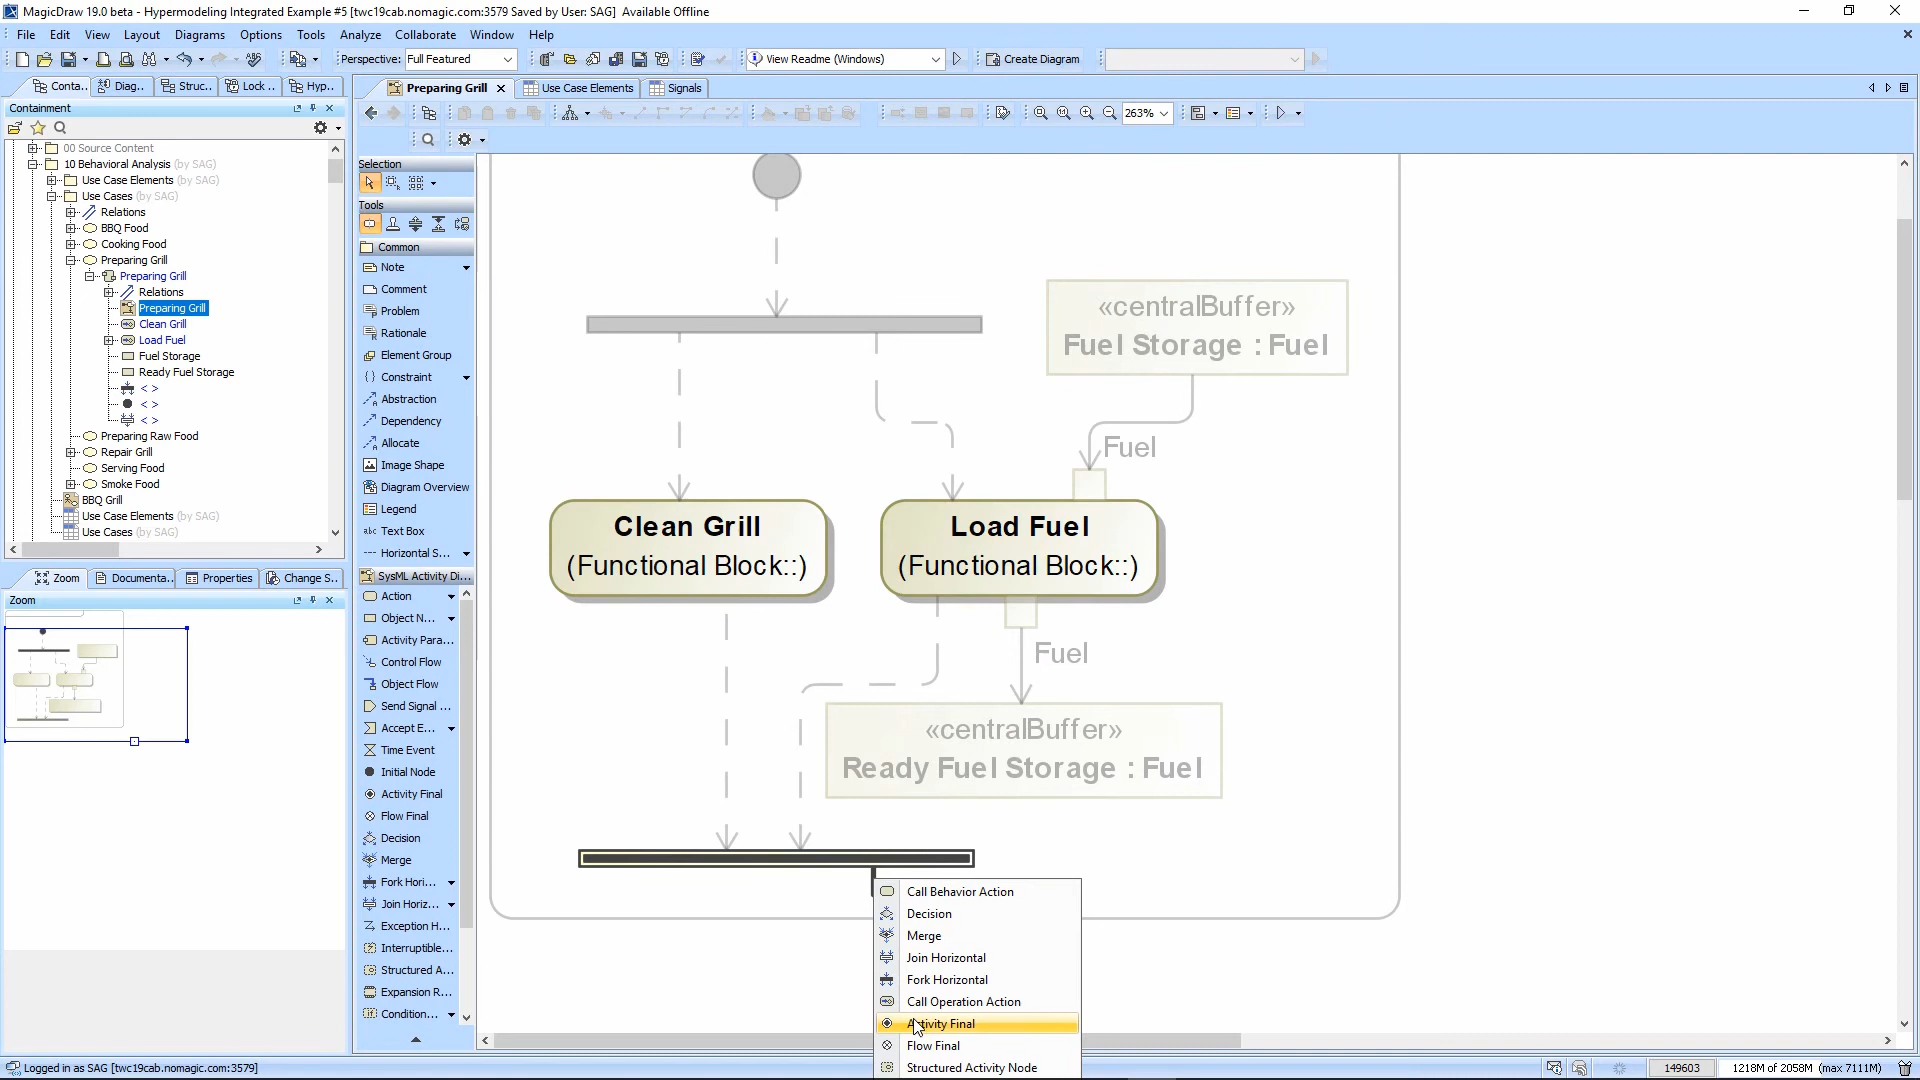 MagicDraw 19.0 beta - Hypermodeling Integrated Example #5 [twc19cab.nomagic.com:3579 Saved by User: SAG] Available Offline
File Edit View Layout Diagrams Options Tools Analyze Collaborate Window Help
Perspective: Full Featured View Readme (Windows) Create Diagram
Conta.. Diag.. Struc.. Lock .. Hyp..
Containment
00 Source Content
10 Behavioral Analysis (by SAG)
Use Case Elements (by SAG)
Use Cases (by SAG)
Relations
BBQ Food
Cooking Food
Preparing Grill
Preparing Grill
Relations
Preparing Grill
Clean Grill
Load Fuel
Fuel Storage
Ready Fuel Storage
< >
< >
< >
Preparing Raw Food
Repair Grill
Serving Food
Smoke Food
BBQ Grill
Use Case Elements (by SAG)
Use Cases (by SAG)
Zoom Documenta.. Properties Change S..
Zoom
Preparing Grill Use Case Elements Signals
263%
Selection
Tools
Common
Note
Comment
Problem
Rationale
Element Group
{ } Constraint
Abstraction
Dependency
Allocate
Image Shape
Diagram Overview
Legend
abc Text Box
Horizontal S...
SysML Activity Di...
Action
Object N...
Activity Para...
Control Flow
Object Flow
Send Signal ...
Accept E...
Time Event
Initial Node
Activity Final
Flow Final
Decision
Merge
Fork Hori...
Join Horiz...
Exception H...
Interruptible...
Structured A...
Expansion R...
Condition...
«centralBuffer»
Fuel Storage : Fuel
Fuel
Clean Grill
(Functional Block::)
Load Fuel
(Functional Block::)
Fuel
«centralBuffer»
Ready Fuel Storage : Fuel
Call Behavior Action
Decision
Merge
Join Horizontal
Fork Horizontal
Call Operation Action
Activity Final
Flow Final
Structured Activity Node
Logged in as SAG [twc19cab.nomagic.com:3579]
149603 1218M of 2058M (max 7111M)